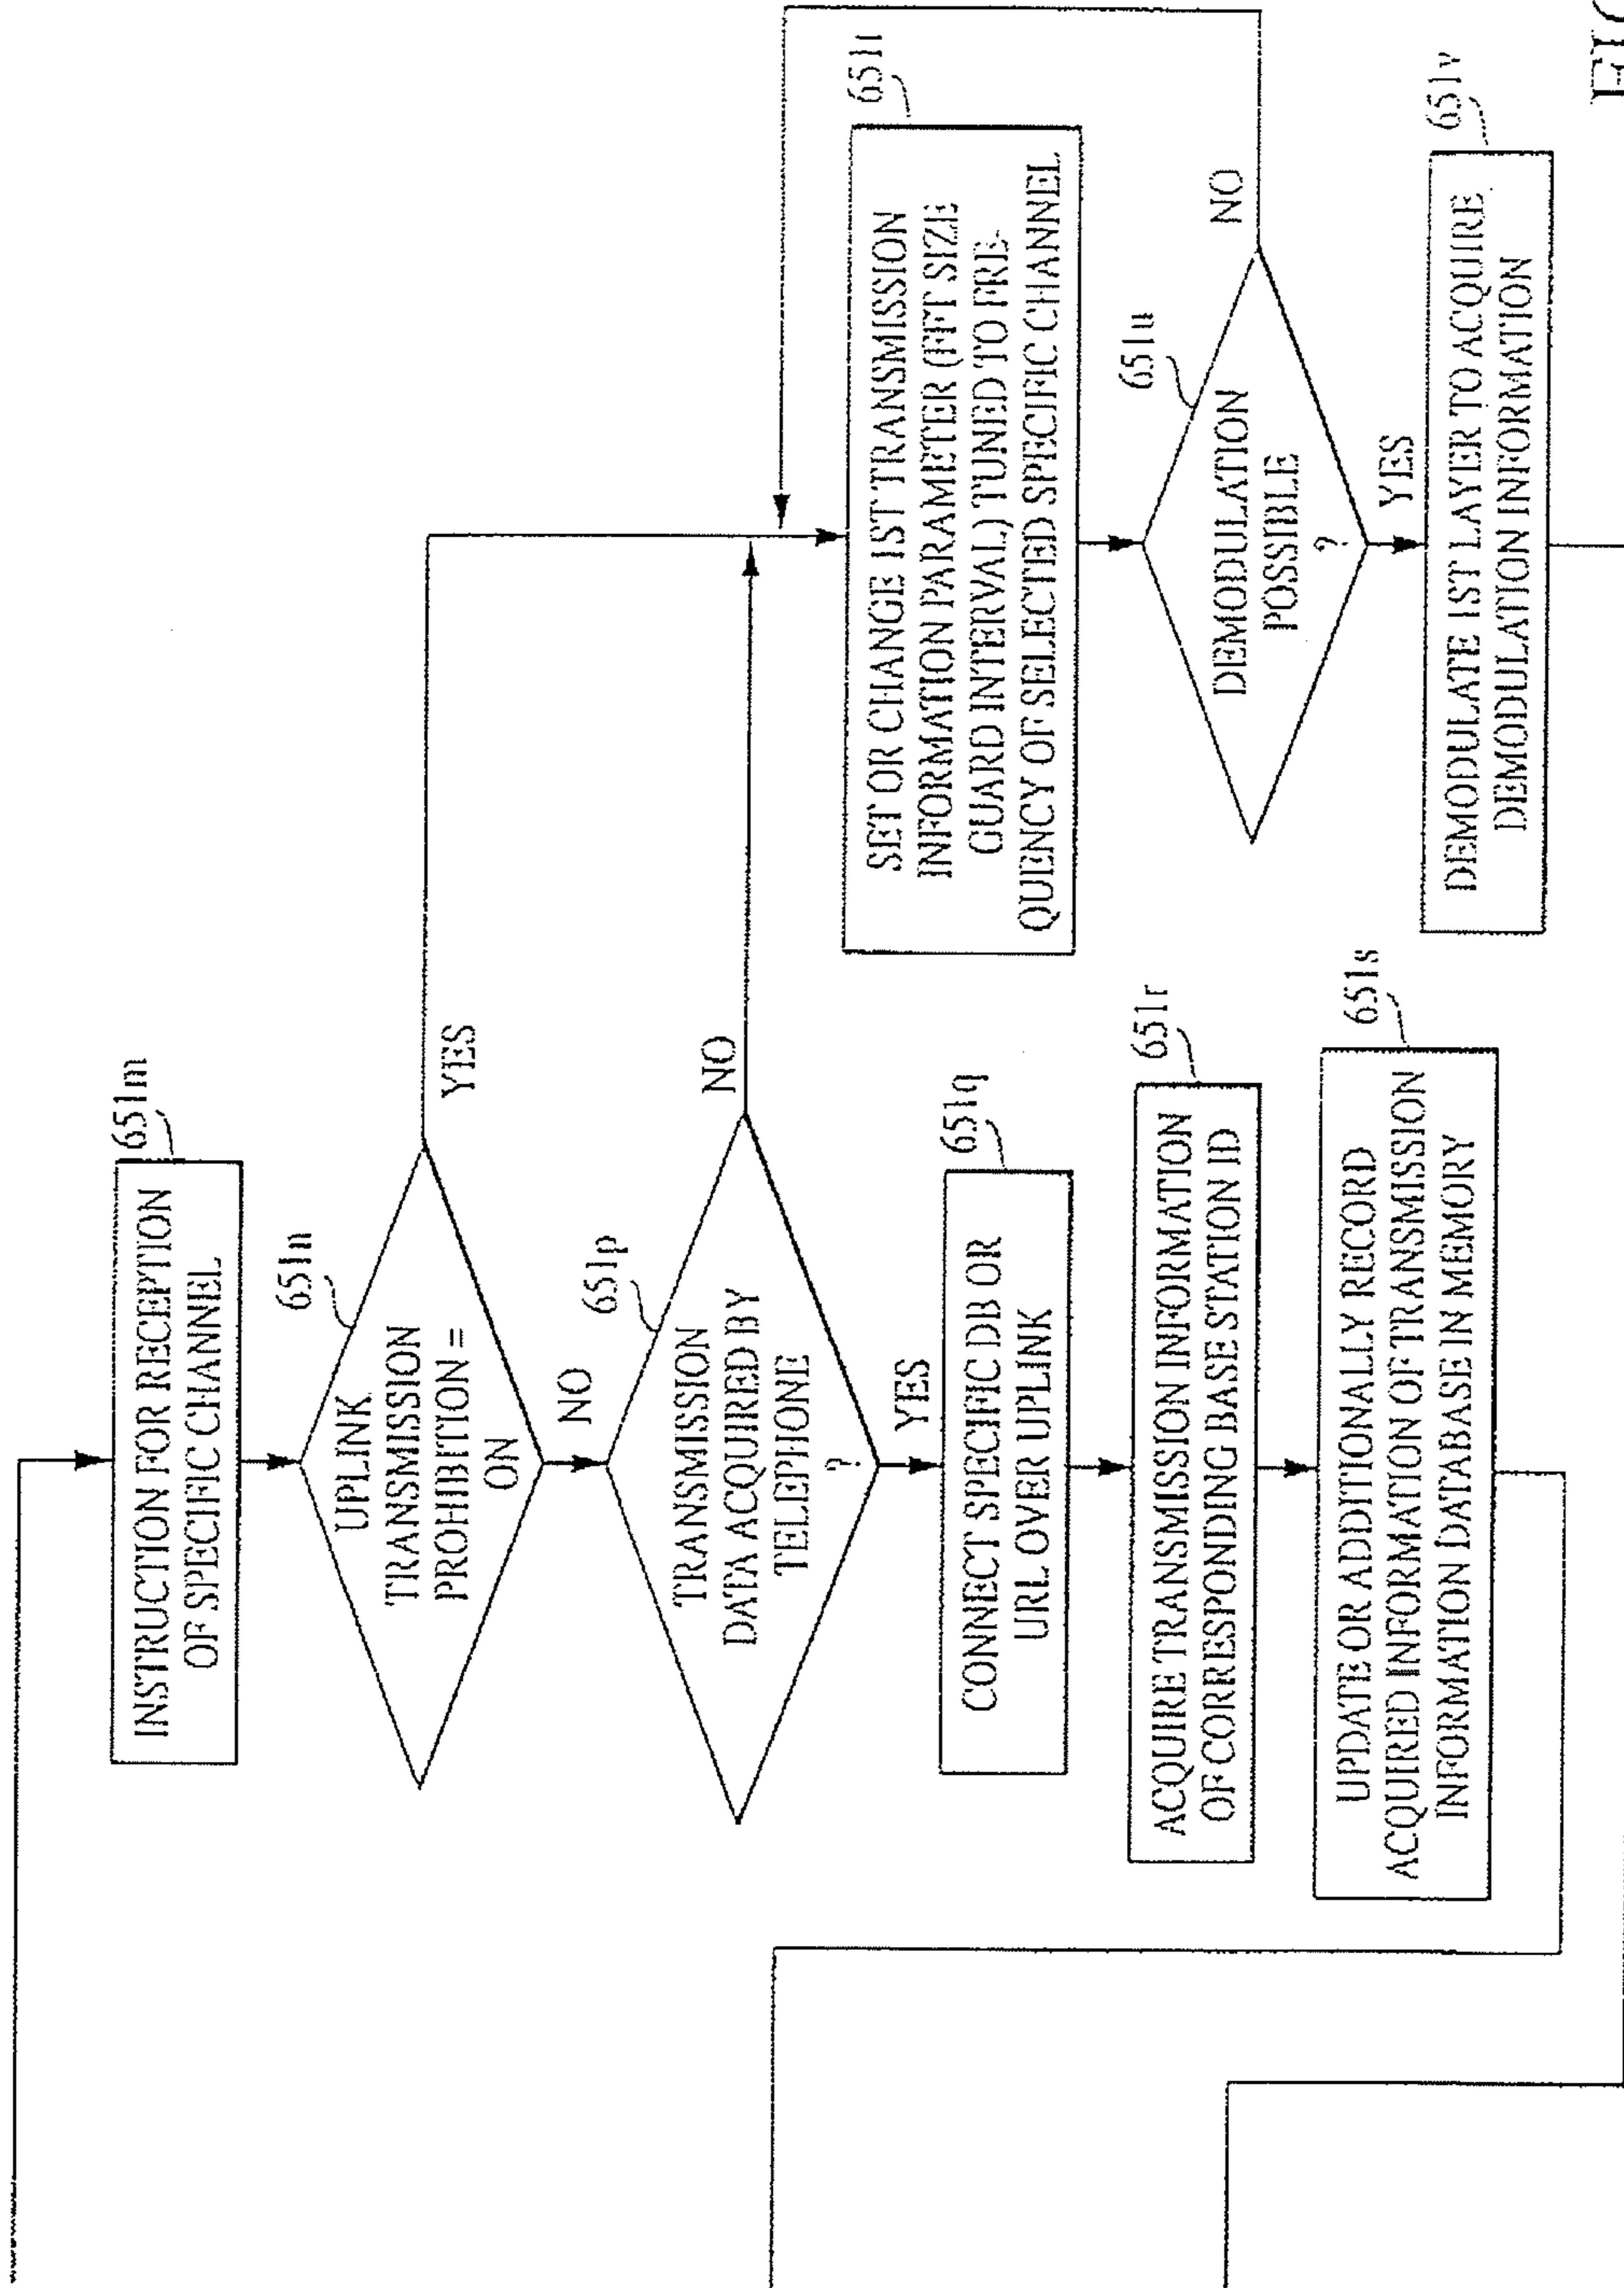 651m
INSTRUCTION FOR RECEPTION
OF SPECIFIC CHANNEL
651n
UPLINK
TRANSMISSION
PROHIBITION =
ON
YES
NO
651p
TRANSMISSION
DATA ACQUIRED BY
TELEPHONE
?
NO
YES
651q
CONNECT SPECIFIC DB OR
URL OVER UPLINK
651r
ACQUIRE TRANSMISSION INFORMATION
OF CORRESPONDING BASE STATION ID
651s
UPDATE OR ADDITIONALLY RECORD
ACQUIRED INFORMATION OF TRANSMISSION
INFORMATION DATABASE IN MEMORY
651t
SET OR CHANGE 1ST TRANSMISSION
INFORMATION PARAMETER (FFT SIZE
GUARD INTERVAL) TUNED TO FRE-
QUENCY OF SELECTED SPECIFIC CHANNEL
651u
DEMODULATION
POSSIBLE
?
NO
YES
651v
DEMODULATE 1ST LAYER TO ACQUIRE
DEMODULATION INFORMATION